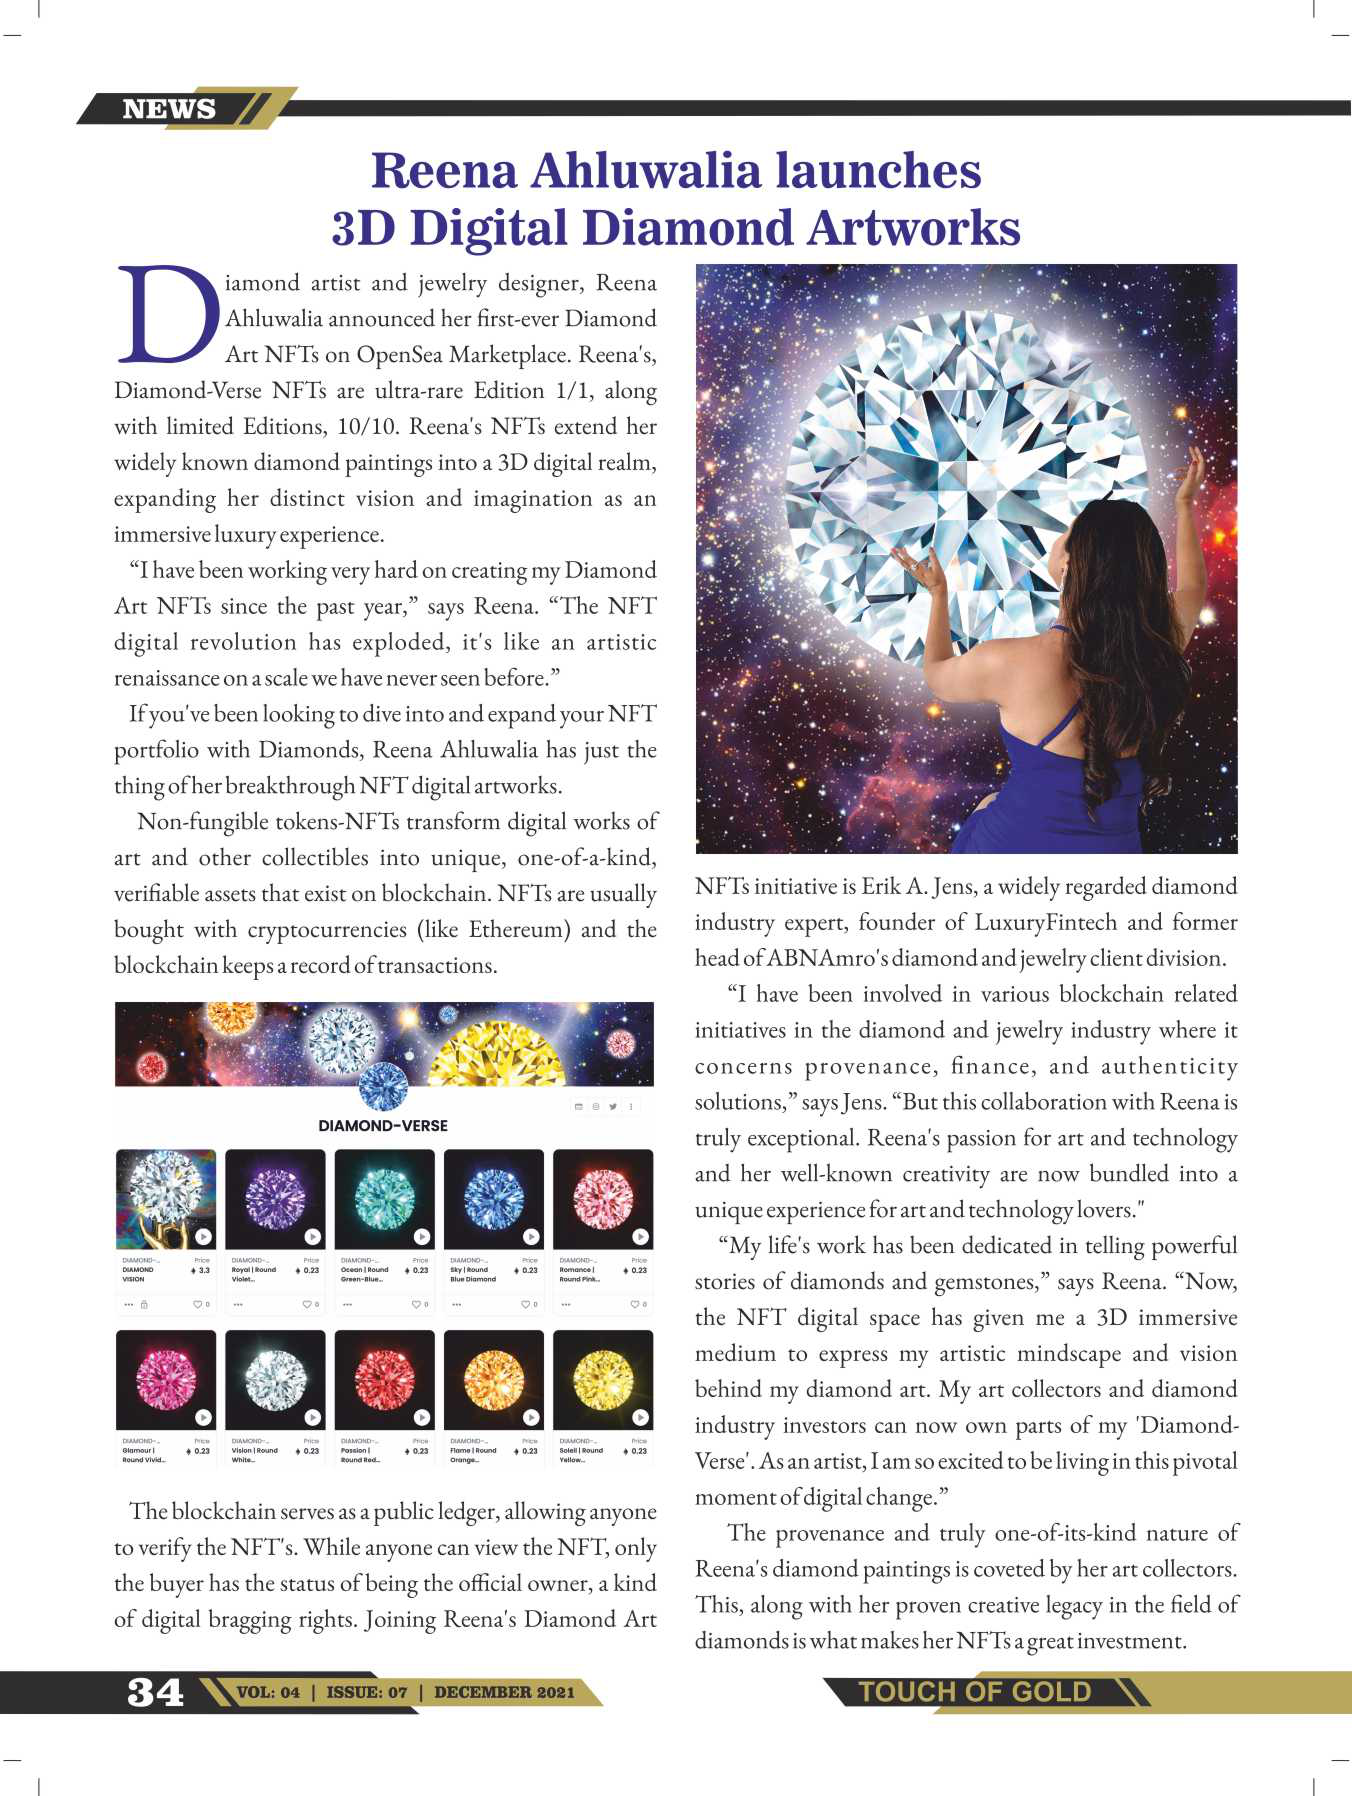 NEWS
Reena Ahluwalia launches
3D Digital Diamond Artworks
Diamond artist and jewelry designer, Reena
Ahluwalia announced her first-ever Diamond
Art NFTs on OpenSea Marketplace. Reena's,
Diamond-Verse NFTs are ultra-rare Edition 1/1, along
with limited Editions, 10/10. Reena's NFTs extend her
widely known diamond paintings into a 3D digital realm,
expanding her distinct vision and imagination as an
immersive luxury experience.
“I have been working very hard on creating my Diamond
Art NFTs since the past year,” says Reena. “The NFT
digital revolution has exploded, it's like an artistic
renaissance on a scale we have never seen before.”
If you've been looking to dive into and expand your NFT
portfolio with Diamonds, Reena Ahluwalia has just the
thing of her breakthrough NFT digital artworks.
Non-fungible tokens-NFTs transform digital works of
art and other collectibles into unique, one-of-a-kind,
verifiable assets that exist on blockchain. NFTs are usually
bought with cryptocurrencies (like Ethereum) and the
blockchain keeps a record of transactions.
DIAMOND-VERSE
DIAMOND-... Price
DIAMOND 3.3
VISION
0
DIAMOND-... Price
Royal | Round 0.23
Violet...
0
DIAMOND-... Price
Ocean | Round 0.23
Green-Blue...
0
DIAMOND-... Price
Sky | Round 0.23
Blue Diamond
0
DIAMOND-... Price
Romance | 0.23
Round Pink...
0
DIAMOND-... Price
Glamour | 0.23
Round Vivid...
DIAMOND-... Price
Vision | Round 0.23
White...
DIAMOND-... Price
Passion | 0.23
Round Red...
DIAMOND-... Price
Flame | Round 0.23
Orange...
DIAMOND-... Price
Soleil | Round 0.23
Yellow...
The blockchain serves as a public ledger, allowing anyone
to verify the NFT's. While anyone can view the NFT, only
the buyer has the status of being the official owner, a kind
of digital bragging rights. Joining Reena's Diamond Art
NFTs initiative is Erik A. Jens, a widely regarded diamond
industry expert, founder of LuxuryFintech and former
head of ABNAmro's diamond and jewelry client division.
“I have been involved in various blockchain related
initiatives in the diamond and jewelry industry where it
concerns provenance, finance, and authenticity
solutions,” says Jens. “But this collaboration with Reena is
truly exceptional. Reena's passion for art and technology
and her well-known creativity are now bundled into a
unique experience for art and technology lovers."
“My life's work has been dedicated in telling powerful
stories of diamonds and gemstones,” says Reena. “Now,
the NFT digital space has given me a 3D immersive
medium to express my artistic mindscape and vision
behind my diamond art. My art collectors and diamond
industry investors can now own parts of my 'Diamond-
Verse'. As an artist, I am so excited to be living in this pivotal
moment of digital change.”
The provenance and truly one-of-its-kind nature of
Reena's diamond paintings is coveted by her art collectors.
This, along with her proven creative legacy in the field of
diamonds is what makes her NFTs a great investment.
34 VOL: 04 | ISSUE: 07 | DECEMBER 2021
TOUCH OF GOLD